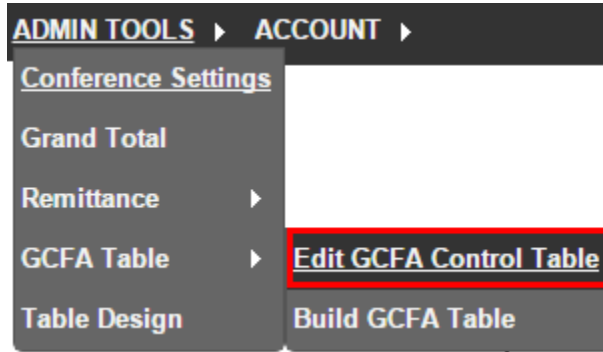 ADMIN TOOLS ACCOUNT
Conference Settings
Grand Total
Remittance
GCFA Table Edit GCFA Control Table
Table Design Build GCFA Table